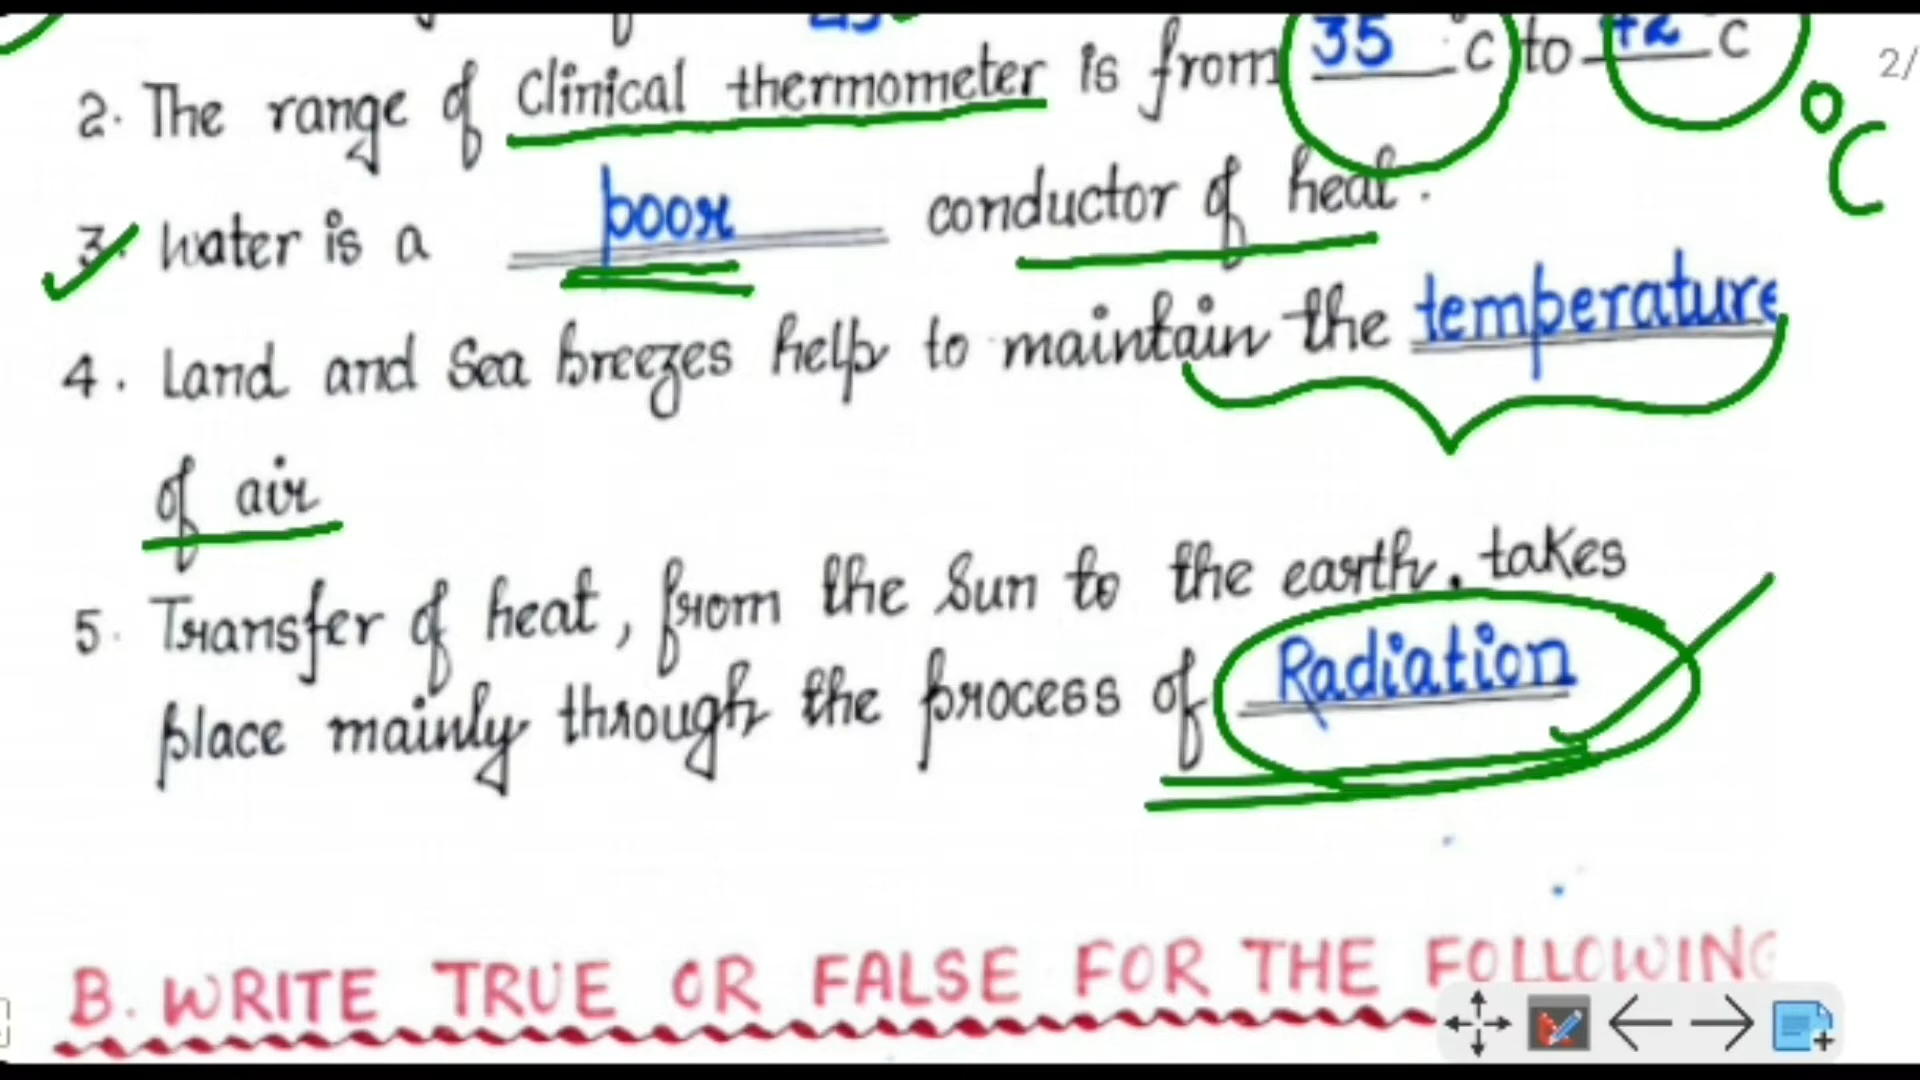 35 °C to 42 °C
2. The range of Clinical thermometer is from
2/
°C
3. Water is a poor conductor of heat.
4. Land and Sea breezes help to maintain the temperature
of air
5. Transfer of heat, from the Sun to the earth, takes
place mainly through the process of Radiation
B. WRITE TRUE OR FALSE FOR THE FOLLOWING